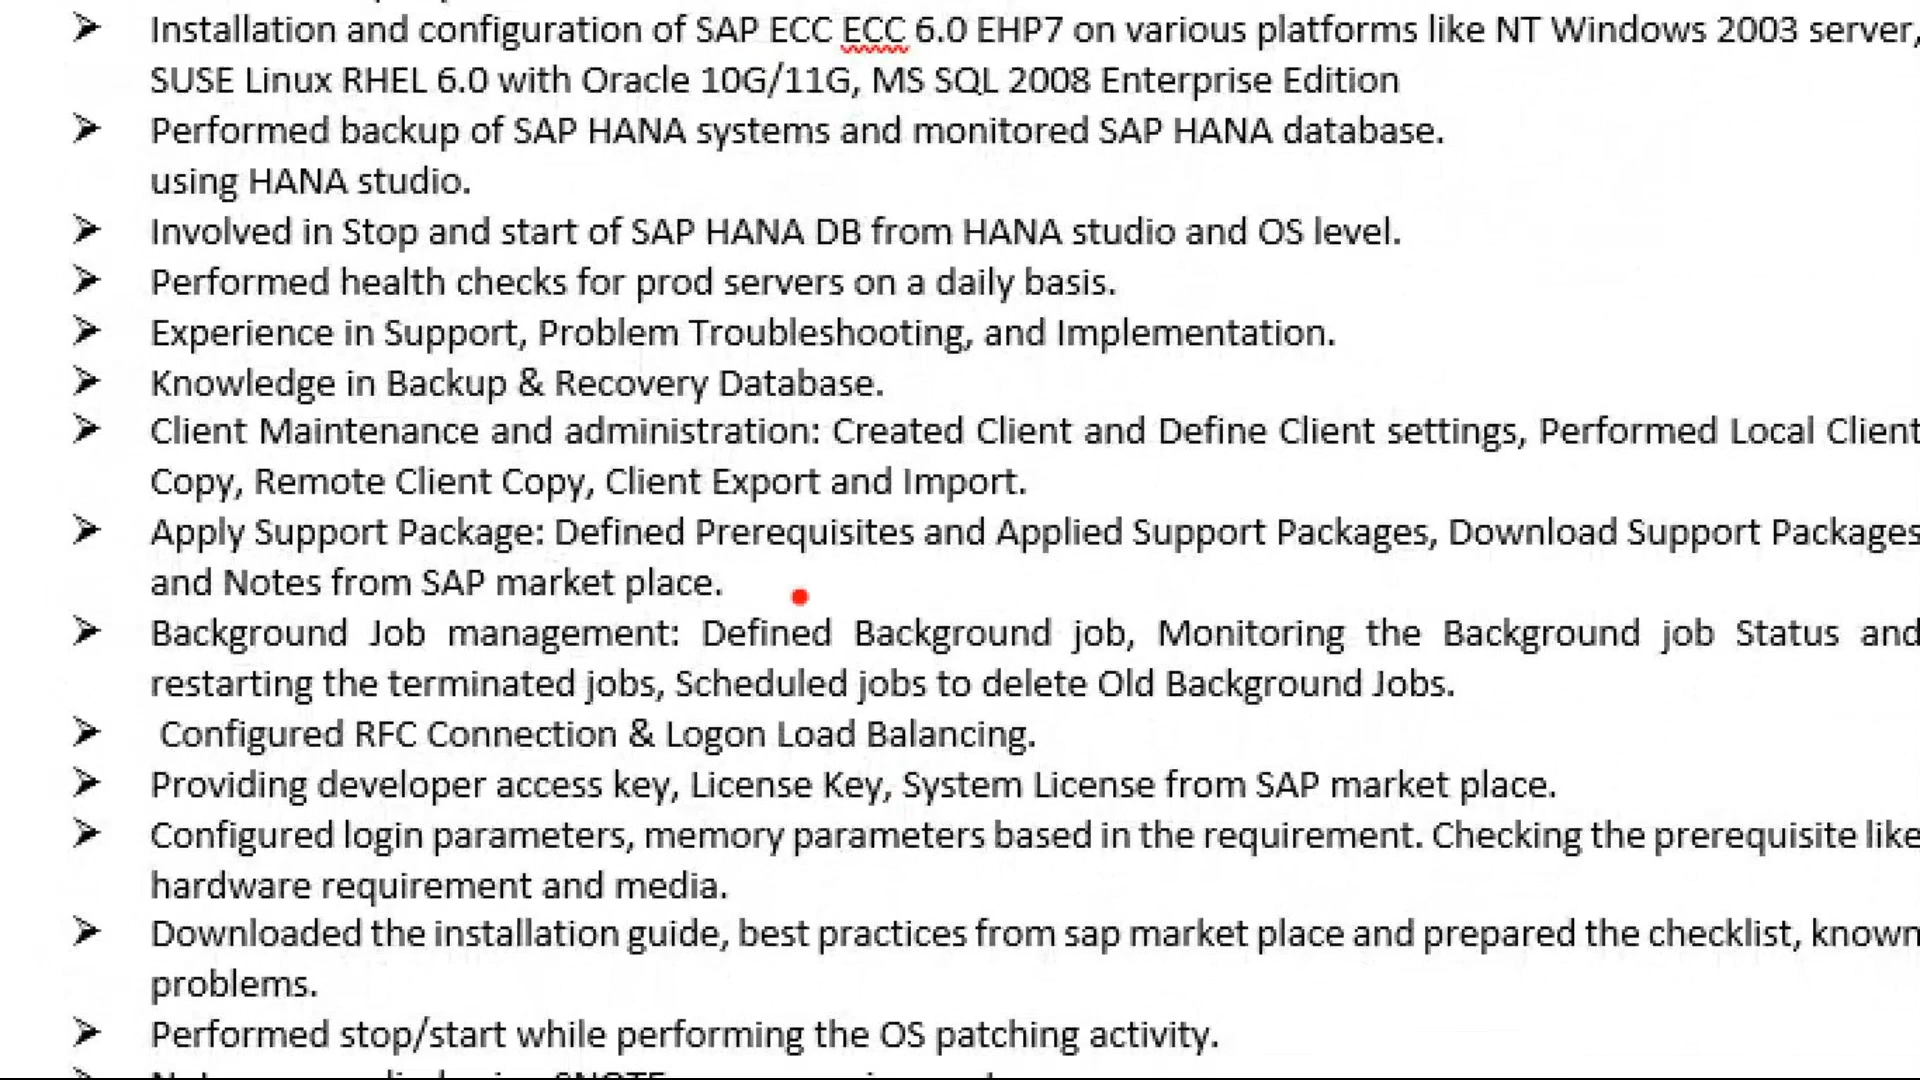 ➢ Installation and configuration of SAP ECC ECC 6.0 EHP7 on various platforms like NT Windows 2003 server,
SUSE Linux RHEL 6.0 with Oracle 10G/11G, MS SQL 2008 Enterprise Edition
➢ Performed backup of SAP HANA systems and monitored SAP HANA database.
using HANA studio.
➢ Involved in Stop and start of SAP HANA DB from HANA studio and OS level.
➢ Performed health checks for prod servers on a daily basis.
➢ Experience in Support, Problem Troubleshooting, and Implementation.
➢ Knowledge in Backup & Recovery Database.
➢ Client Maintenance and administration: Created Client and Define Client settings, Performed Local Client
Copy, Remote Client Copy, Client Export and Import.
➢ Apply Support Package: Defined Prerequisites and Applied Support Packages, Download Support Packages
and Notes from SAP market place.
➢ Background Job management: Defined Background job, Monitoring the Background job Status and
restarting the terminated jobs, Scheduled jobs to delete Old Background Jobs.
➢ Configured RFC Connection & Logon Load Balancing.
➢ Providing developer access key, License Key, System License from SAP market place.
➢ Configured login parameters, memory parameters based in the requirement. Checking the prerequisite like
hardware requirement and media.
➢ Downloaded the installation guide, best practices from sap market place and prepared the checklist, known
problems.
➢ Performed stop/start while performing the OS patching activity.